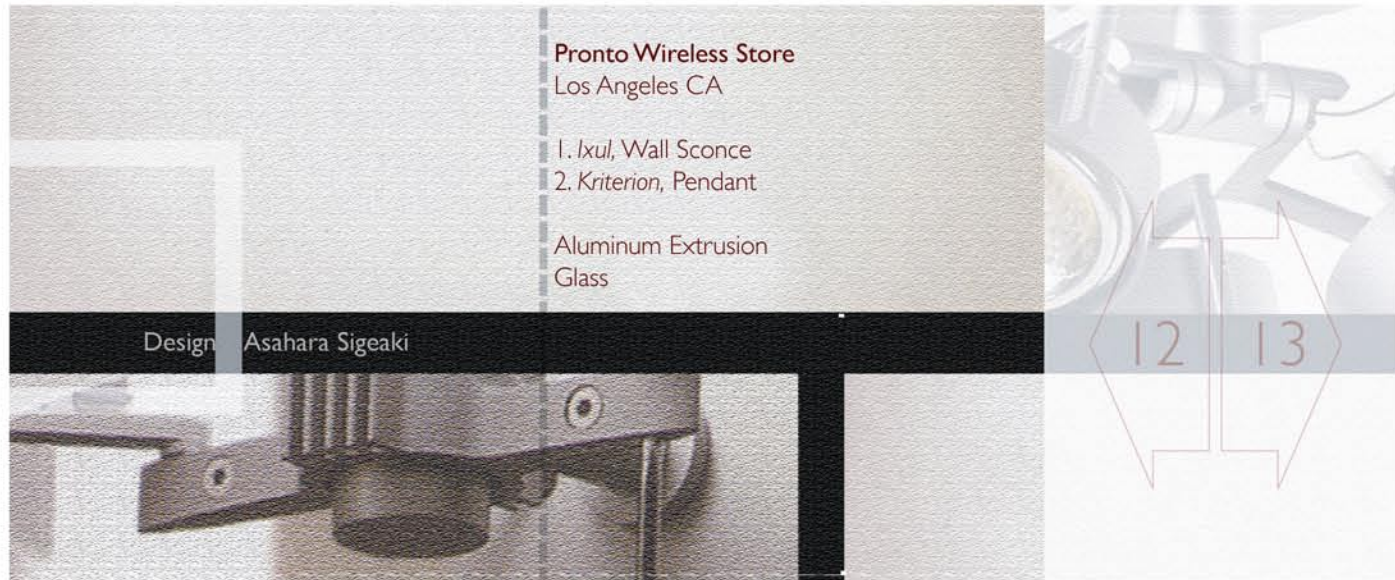 Pronto Wireless Store
Los Angeles CA
1. Ixul, Wall Sconce
2. Kriterion, Pendant
Aluminum Extrusion
Glass
Design Asahara Sigeaki
12 13